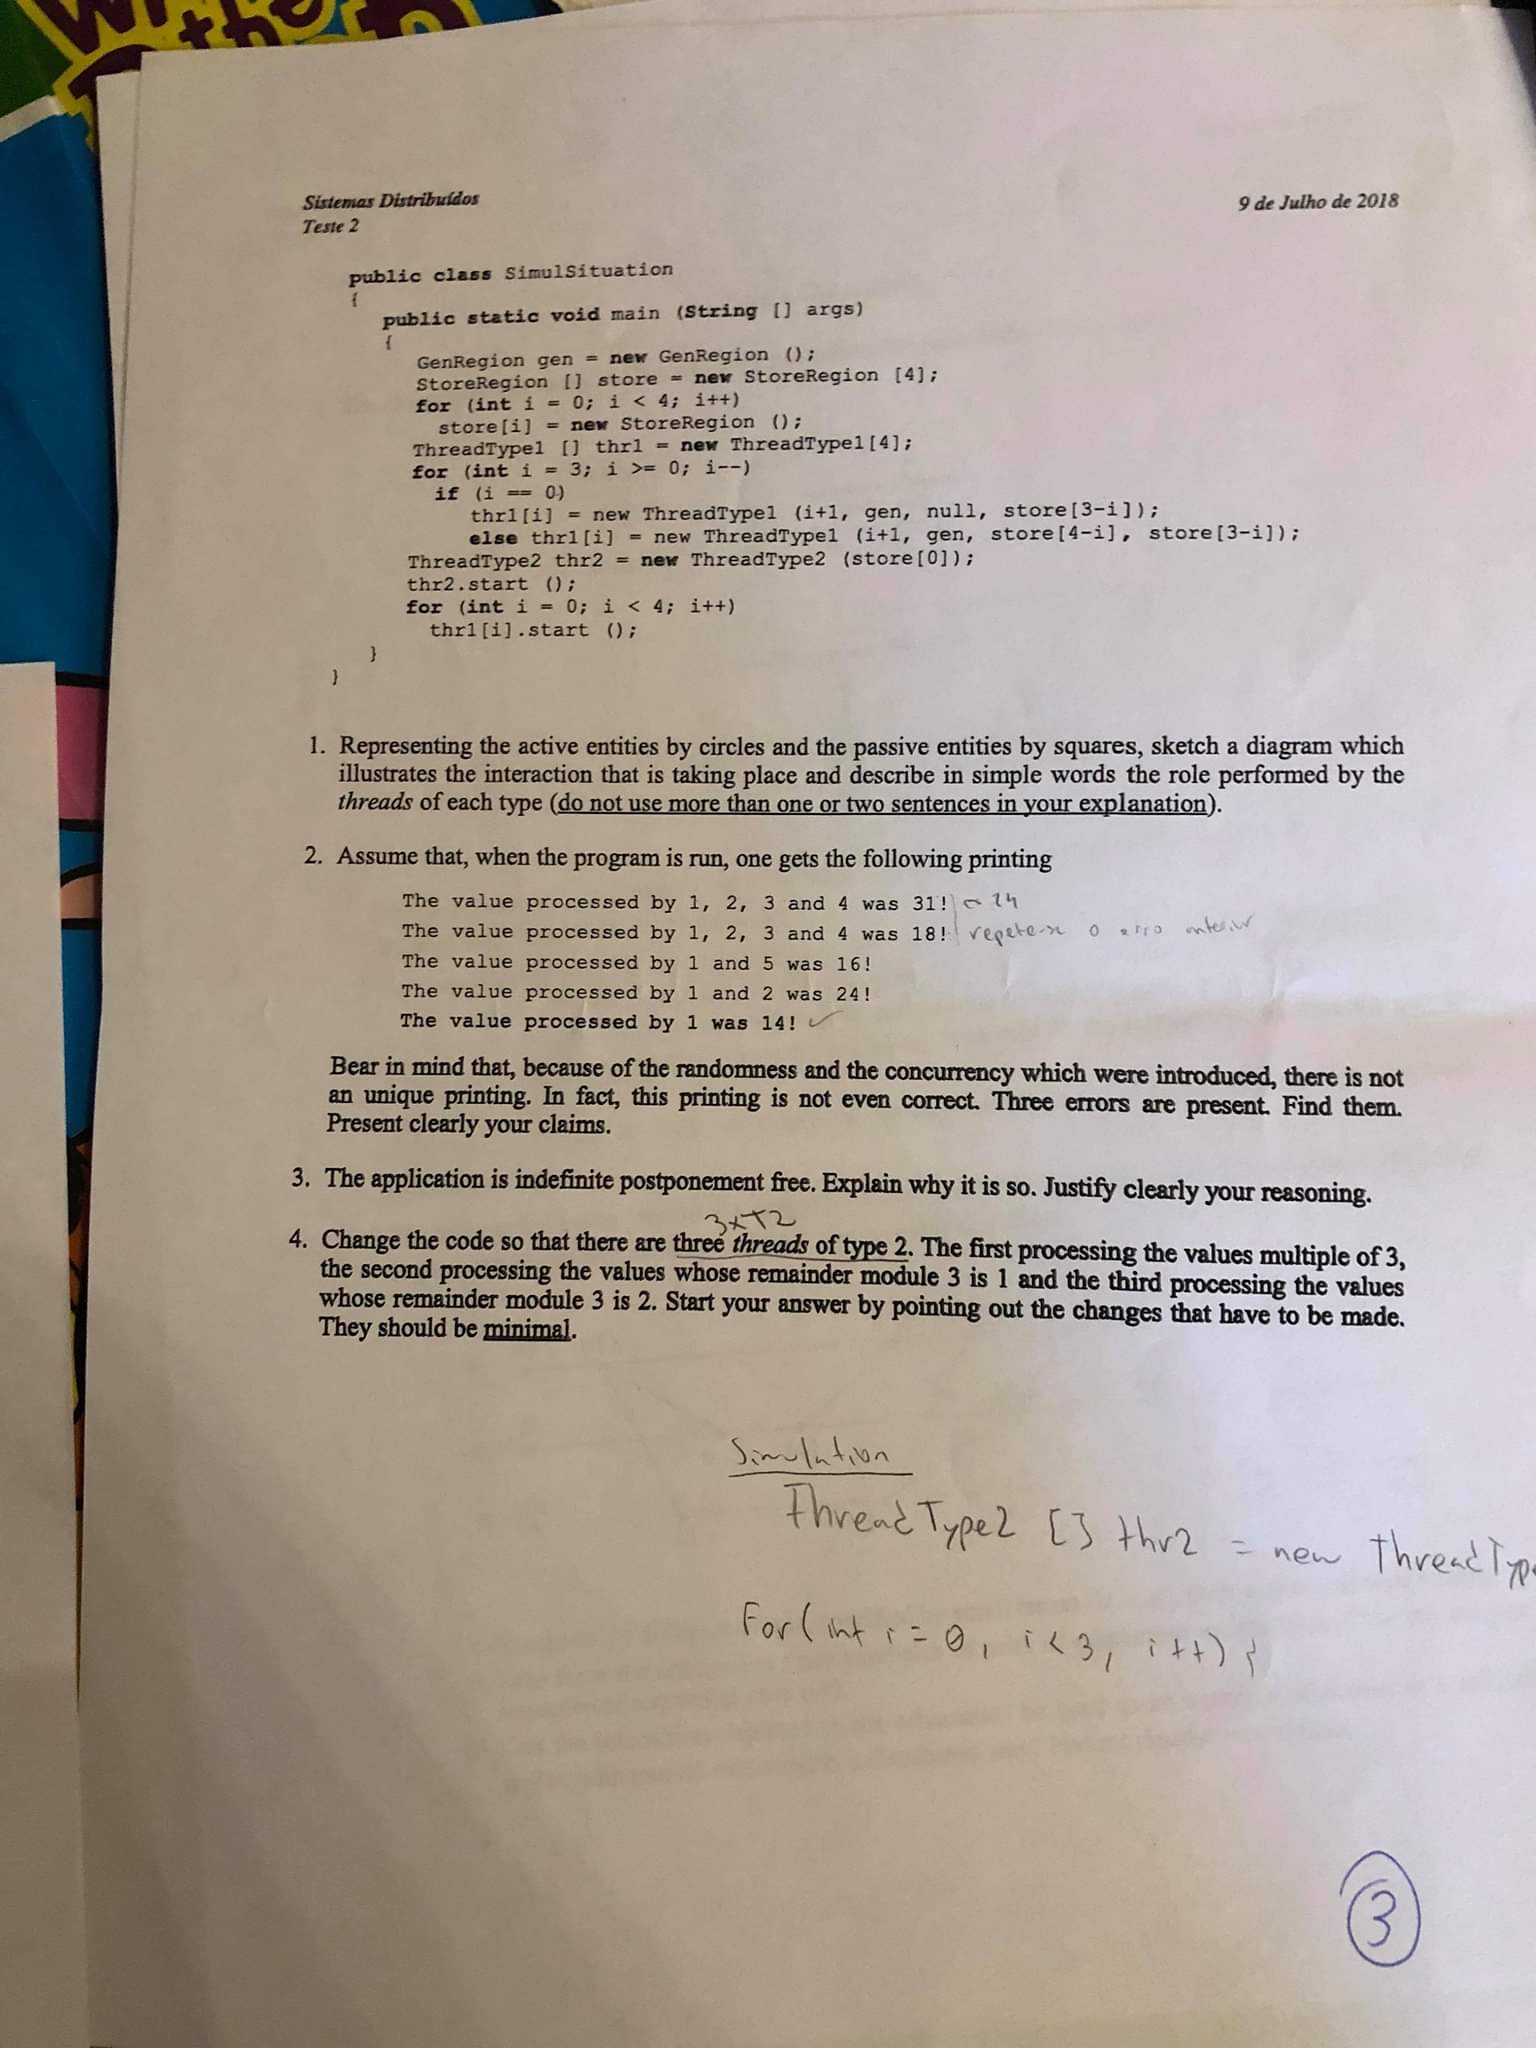 Sistemas Distribuídos
9 de Julho de 2018
Teste 2
public class SimulSituation
{
public static void main (String [] args)
{
GenRegion gen = new GenRegion ();
StoreRegion [] store = new StoreRegion [4];
for (int i = 0; i < 4; i++)
store[i] = new StoreRegion ();
ThreadType1 [] thr1 = new ThreadType1[4];
for (int i = 3; i >= 0; i--)
if (i == 0)
thr1[i] = new ThreadType1 (i+1, gen, null, store[3-i]);
else thr1[i] = new ThreadType1 (i+1, gen, store[4-i], store[3-i]);
ThreadType2 thr2 = new ThreadType2 (store[0]);
thr2.start ();
for (int i = 0; i < 4; i++)
thr1[i].start ();
}
}
1. Representing the active entities by circles and the passive entities by squares, sketch a diagram which
illustrates the interaction that is taking place and describe in simple words the role performed by the
threads of each type (do not use more than one or two sentences in your explanation).
2. Assume that, when the program is run, one gets the following printing
The value processed by 1, 2, 3 and 4 was 31! 24
The value processed by 1, 2, 3 and 4 was 18! repete-se o erro anterior
The value processed by 1 and 5 was 16!
The value processed by 1 and 2 was 24!
The value processed by 1 was 14! ✓
Bear in mind that, because of the randomness and the concurrency which were introduced, there is not
an unique printing. In fact, this printing is not even correct. Three errors are present. Find them.
Present clearly your claims.
3. The application is indefinite postponement free. Explain why it is so. Justify clearly your reasoning.
3x+2
4. Change the code so that there are three threads of type 2. The first processing the values multiple of 3,
the second processing the values whose remainder module 3 is 1 and the third processing the values
whose remainder module 3 is 2. Start your answer by pointing out the changes that have to be made.
They should be minimal.
Simulation
ThreadType2 [] thr2 = new ThreadType
For(int i = 0, i < 3, i++) {
3